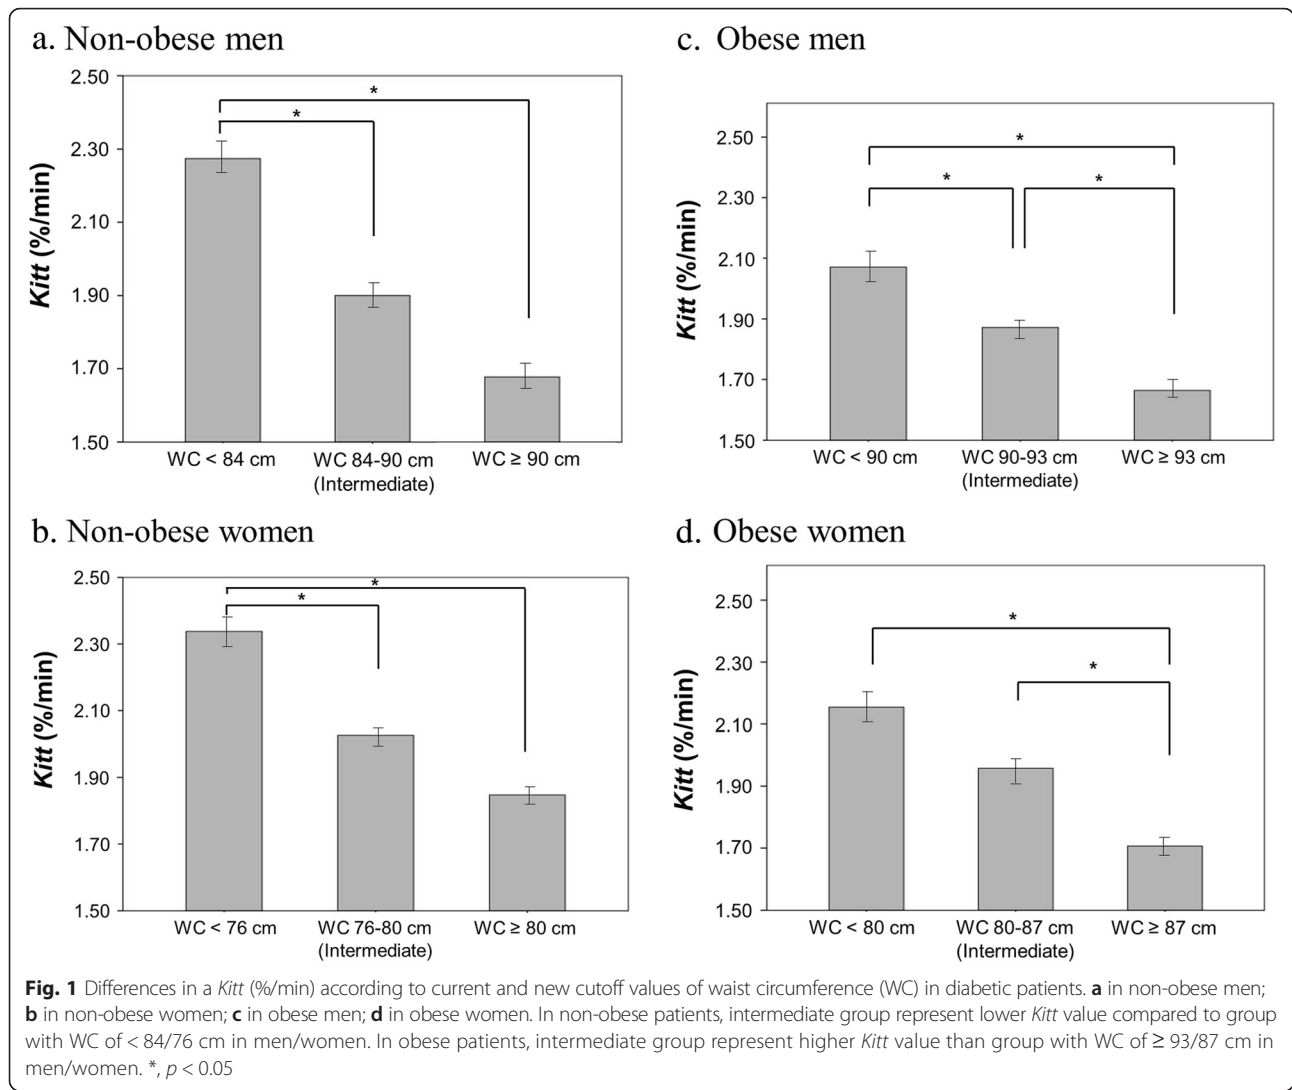 a. Non-obese men
2.50
2.30
2.10
1.90
1.70
1.50
Kitt (%/min)
*
*
WC < 84 cm
WC 84-90 cm
(Intermediate)
WC ≥ 90 cm
c. Obese men
2.50
2.30
2.10
1.90
1.70
1.50
Kitt (%/min)
*
*
*
WC < 90 cm
WC 90-93 cm
(Intermediate)
WC ≥ 93 cm
b. Non-obese women
2.50
2.30
2.10
1.90
1.70
1.50
Kitt (%/min)
*
*
WC < 76 cm
WC 76-80 cm
(Intermediate)
WC ≥ 80 cm
d. Obese women
2.50
2.30
2.10
1.90
1.70
1.50
Kitt (%/min)
*
*
WC < 80 cm
WC 80-87 cm
(Intermediate)
WC ≥ 87 cm
Fig. 1 Differences in a Kitt (%/min) according to current and new cutoff values of waist circumference (WC) in diabetic patients. a in non-obese men;
b in non-obese women; c in obese men; d in obese women. In non-obese patients, intermediate group represent lower Kitt value compared to group
with WC of < 84/76 cm in men/women. In obese patients, intermediate group represent higher Kitt value than group with WC of ≥ 93/87 cm in
men/women. *, p < 0.05